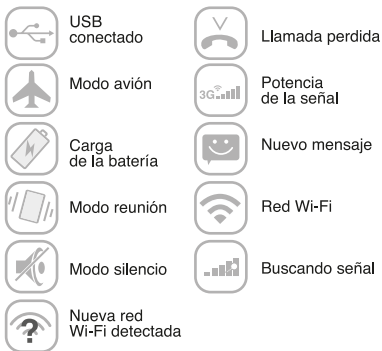 USB
conectado
Modo avión
Carga
de la batería
Modo reunión
Modo silencio
Nueva red
Wi-Fi detectada
Llamada perdida
3G
Potencia
de la señal
Nuevo mensaje
Red Wi-Fi
Buscando señal